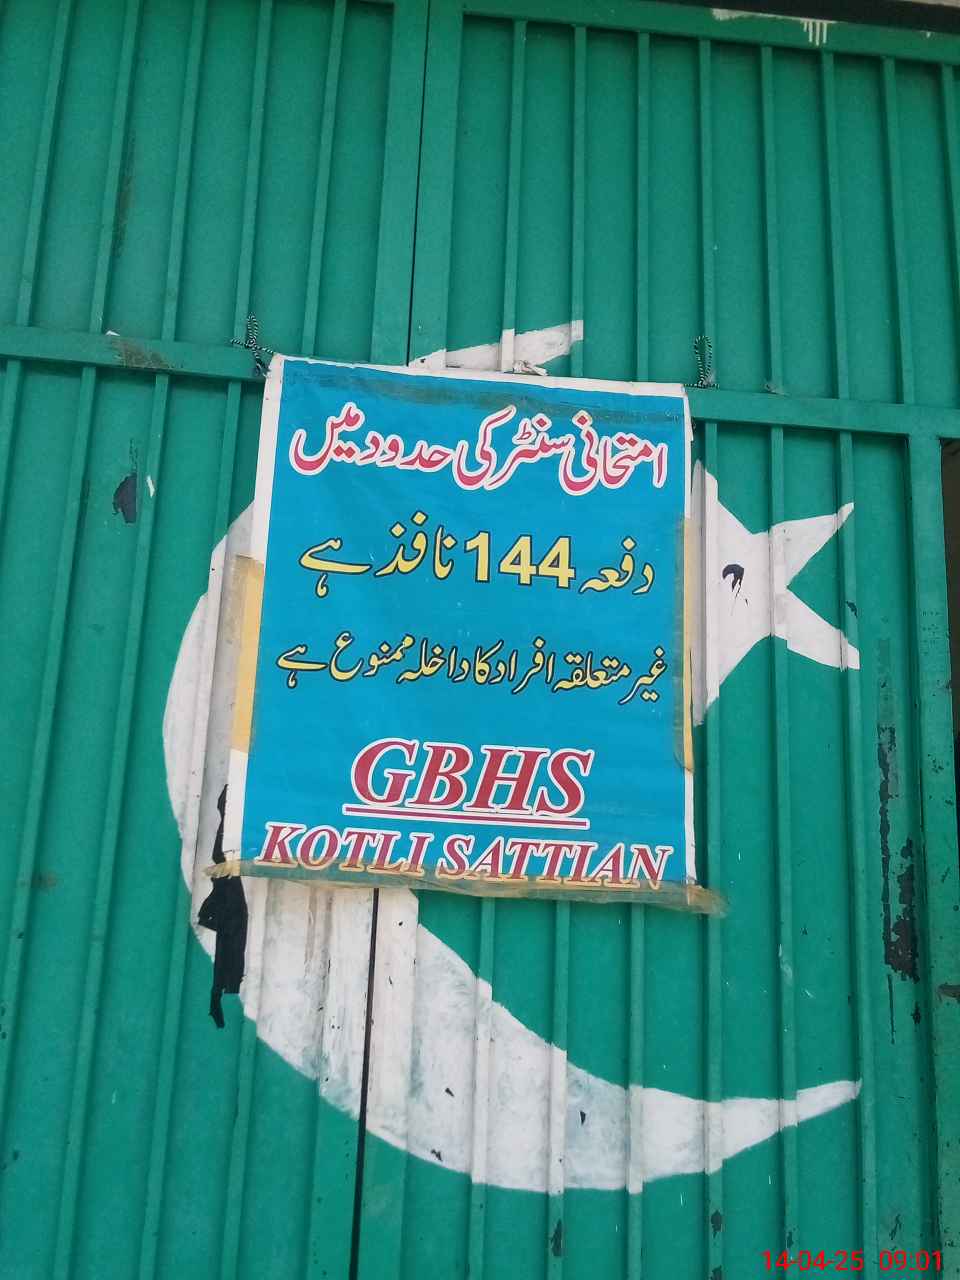 امتحانی سنٹر کی حدود میں
دفعہ 144 نافذ ہے
غیر متعلقہ افراد کا داخلہ ممنوع ہے
GBHS
KOTLI SATTIAN
14-04-25 09:01